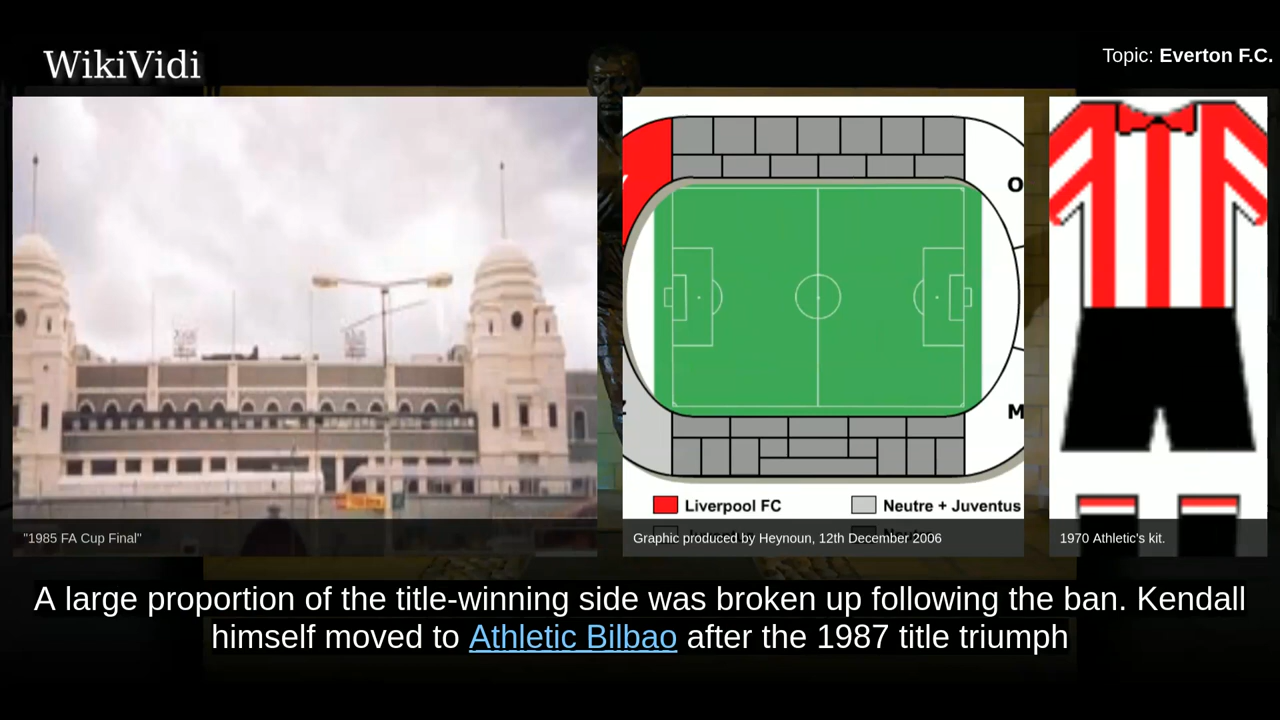 WikiVidi
Topic: Everton F.C.
O
M
Liverpool FC
Neutre + Juventus
"1985 FA Cup Final"
Graphic produced by Heynoun, 12th December 2006
1970 Athletic's kit.
A large proportion of the title-winning side was broken up following the ban. Kendall
himself moved to Athletic Bilbao after the 1987 title triumph